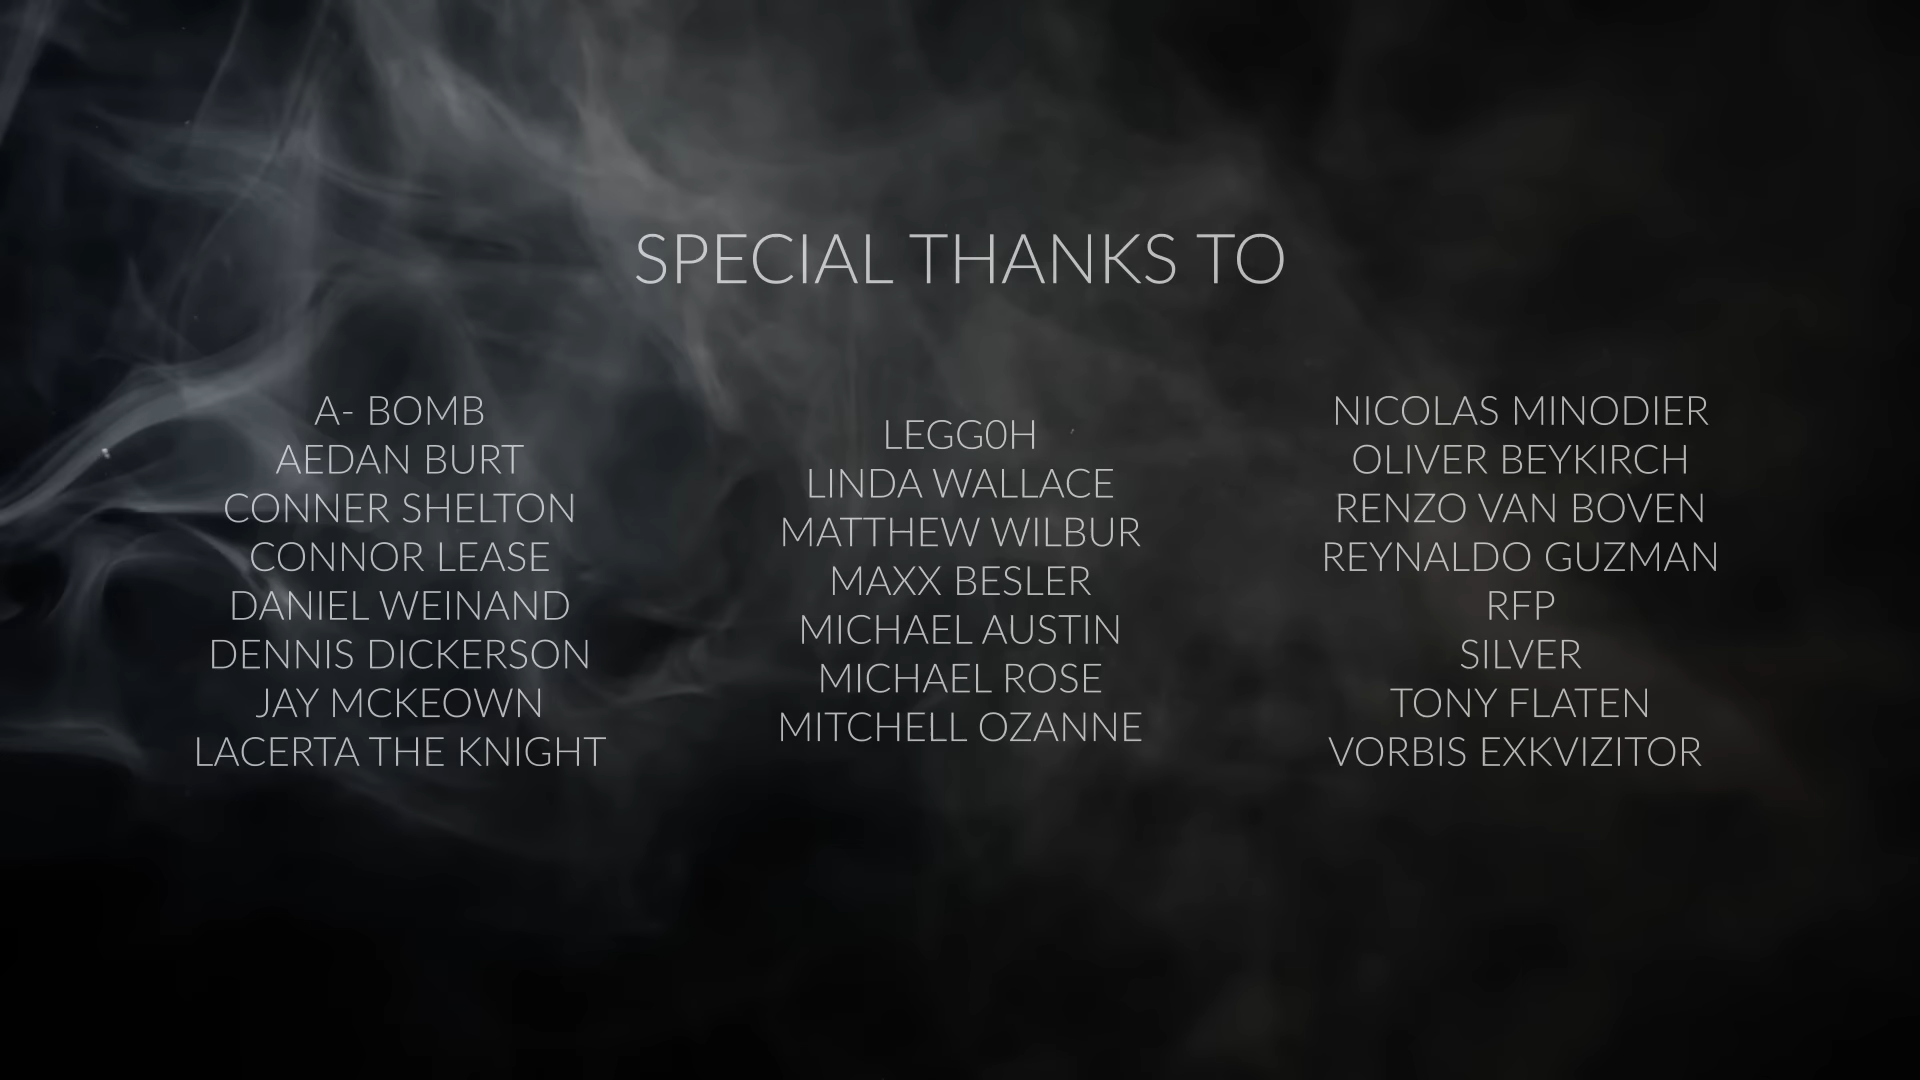 SPECIAL THANKS TO
A- BOMB
AEDAN BURT
CONNER SHELTON
CONNOR LEASE
DANIEL WEINAND
DENNIS DICKERSON
JAY MCKEOWN
LACERTA THE KNIGHT
LEGG0H
LINDA WALLACE
MATTHEW WILBUR
MAXX BESLER
MICHAEL AUSTIN
MICHAEL ROSE
MITCHELL OZANNE
NICOLAS MINODIER
OLIVER BEYKIRCH
RENZO VAN BOVEN
REYNALDO GUZMAN
RFP
SILVER
TONY FLATEN
VORBIS EXKVIZITOR